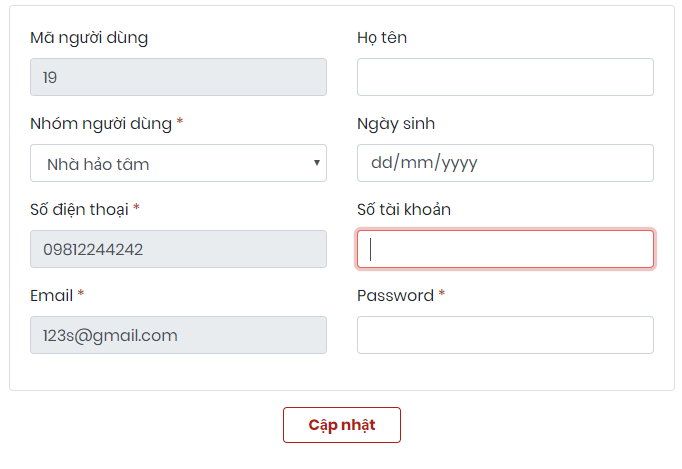 Mã người dùng
Họ tên
19
Nhóm người dùng *
Ngày sinh
Nhà hảo tâm
dd/mm/yyyy
Số điện thoại *
Số tài khoản
09812244242
Email *
Password *
123s@gmail.com
Cập nhật